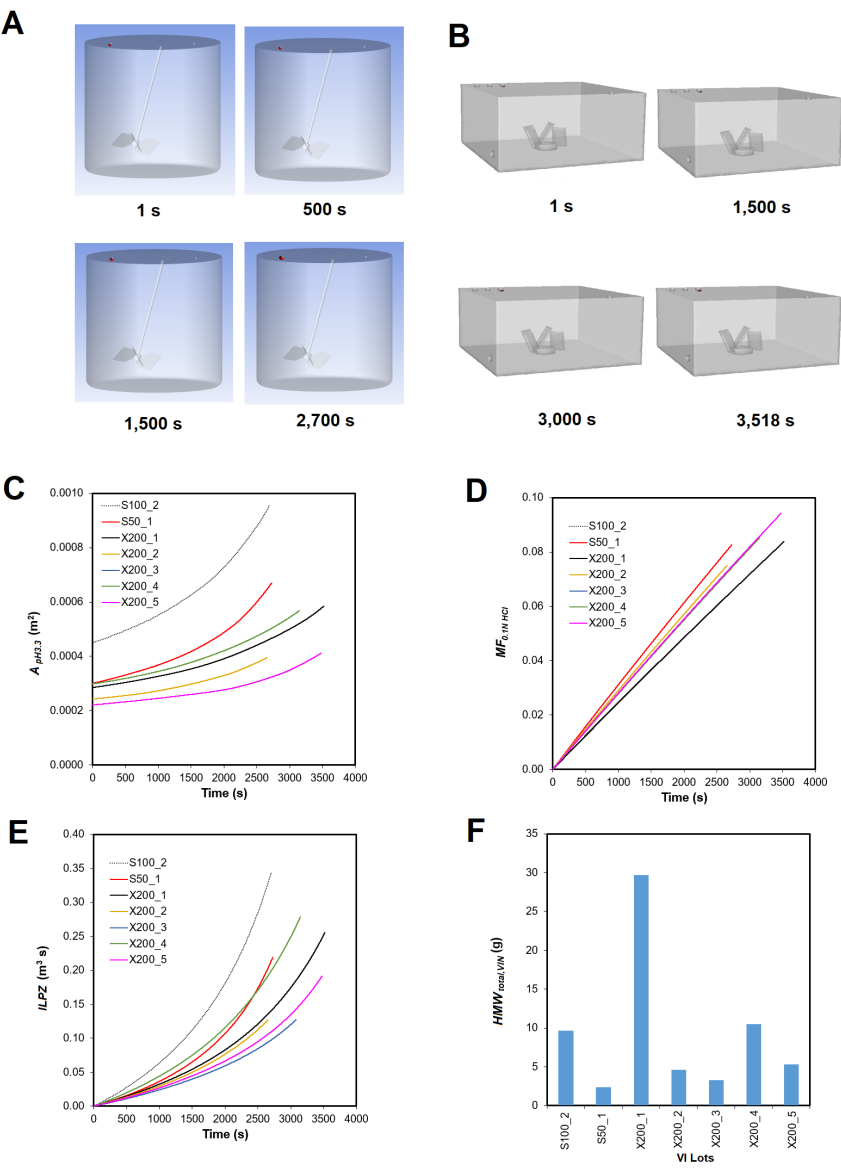 A
B
1 s
500 s
1 s
1,500 s
1,500 s
2,700 s
3,000 s
3,518 s
C
A pH3.3 (m²)
0.0010
0.0008
0.0006
0.0004
0.0002
0.0000
S100_2
S50_1
X200_1
X200_2
X200_3
X200_4
X200_5
0 500 1000 1500 2000 2500 3000 3500 4000
Time (s)
D
MF0.1N HCl
0.10
0.08
0.06
0.04
0.02
0.00
S100_2
S50_1
X200_1
X200_2
X200_3
X200_4
X200_5
0 500 1000 1500 2000 2500 3000 3500 4000
Time (s)
E
ILPZ (m³ s)
0.40
0.35
0.30
0.25
0.20
0.15
0.10
0.05
0.00
S100_2
S50_1
X200_1
X200_2
X200_3
X200_4
X200_5
0 500 1000 1500 2000 2500 3000 3500 4000
Time (s)
F
HMW total,VIN (g)
35
30
25
20
15
10
5
0
S100_2
S50_1
X200_1
X200_2
X200_3
X200_4
X200_5
VI Lots